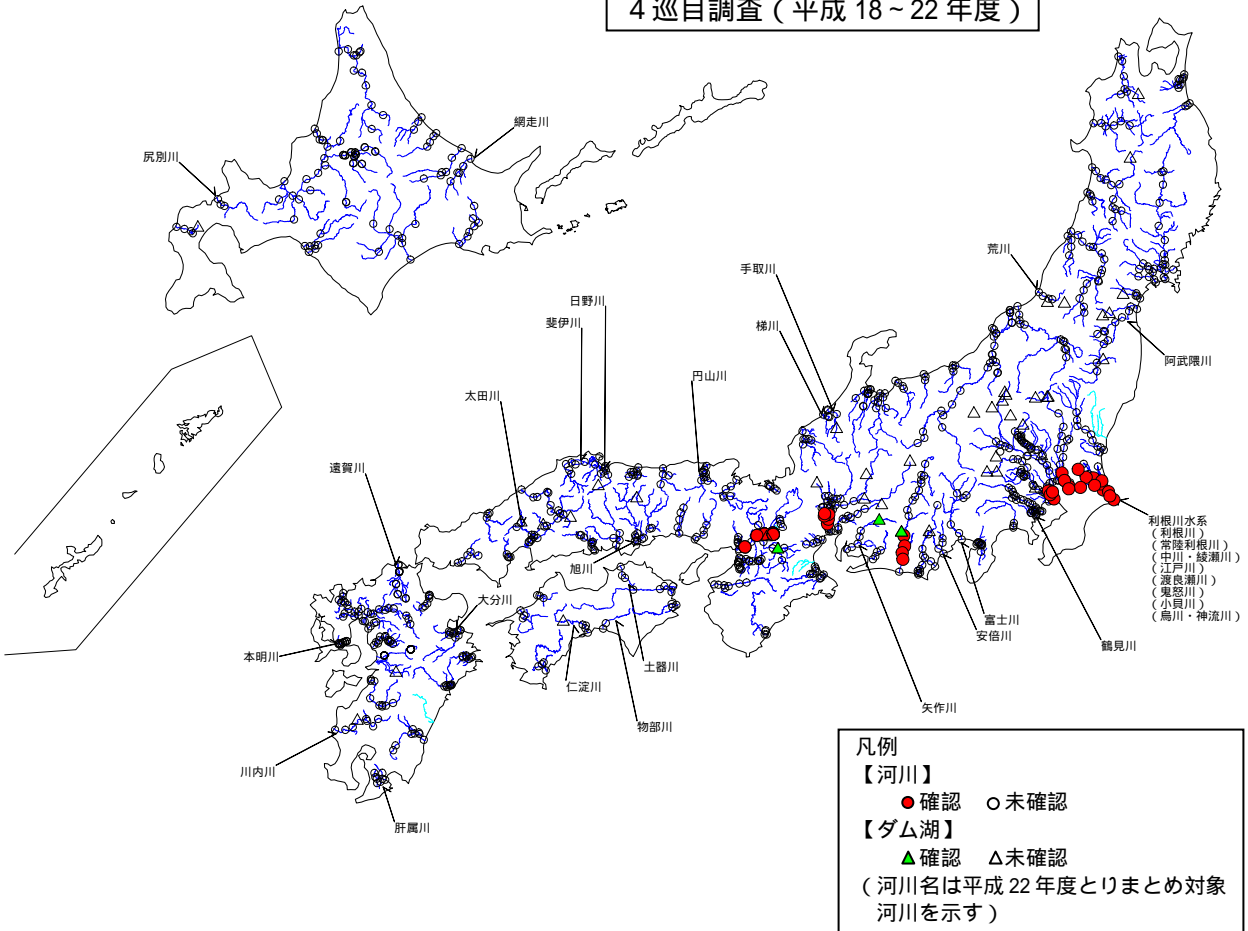 4巡目調査（平成18~22年度）
網走川
尻別川
荒川
手取川
日野川
斐伊川
梯川
阿武隈川
円山川
太田川
遠賀川
利根川水系
（利根川）
（常陸利根川）
（中川・綾瀬川）
（江戸川）
（渡良瀬川）
（鬼怒川）
（小貝川）
（烏川・神流川）
旭川
大分川
富士川
安倍川
鶴見川
本明川
土器川
仁淀川
矢作川
物部川
川内川
肝属川
凡例
【河川】
確認 未確認
【ダム湖】
確認 未確認
（河川名は平成22年度とりまとめ対象
河川を示す）